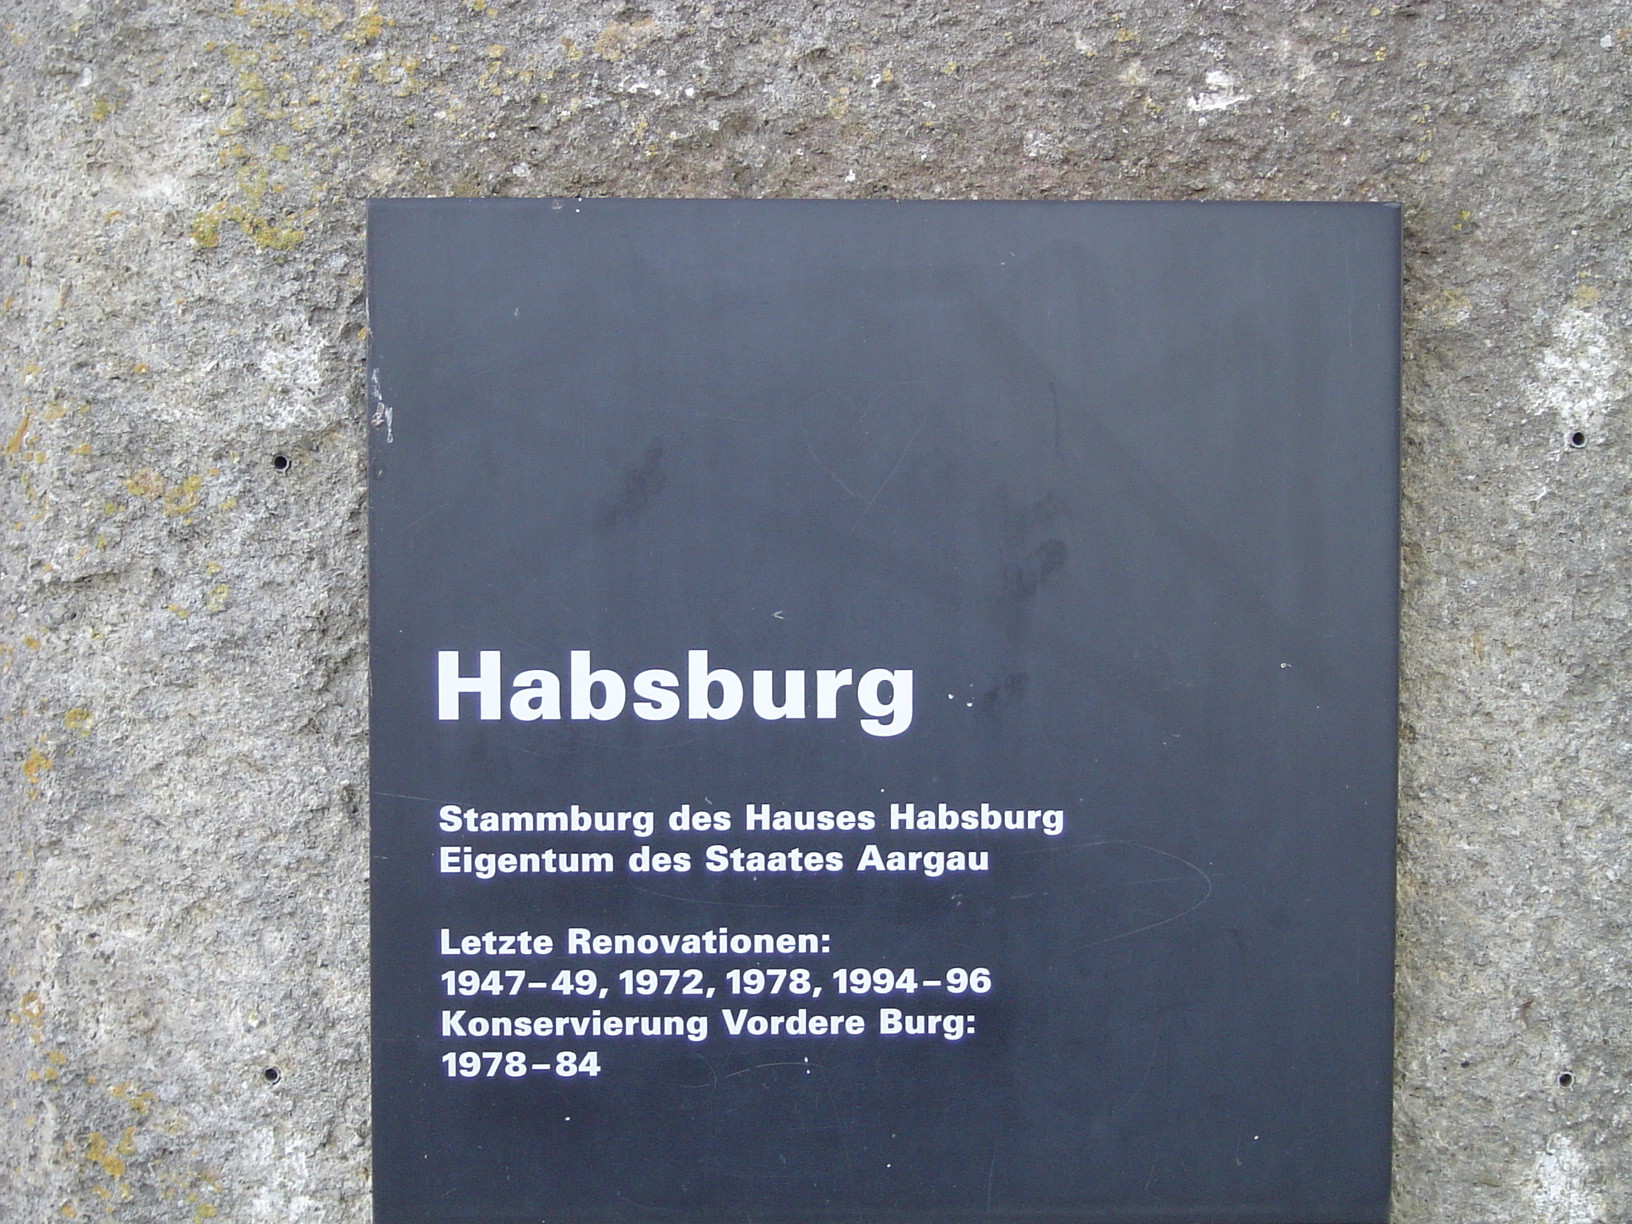 Habsburg
Stammburg des Hauses Habsburg
Eigentum des Staates Aargau
Letzte Renovationen:
1947–49, 1972, 1978, 1994–96
Konservierung Vordere Burg:
1978–84